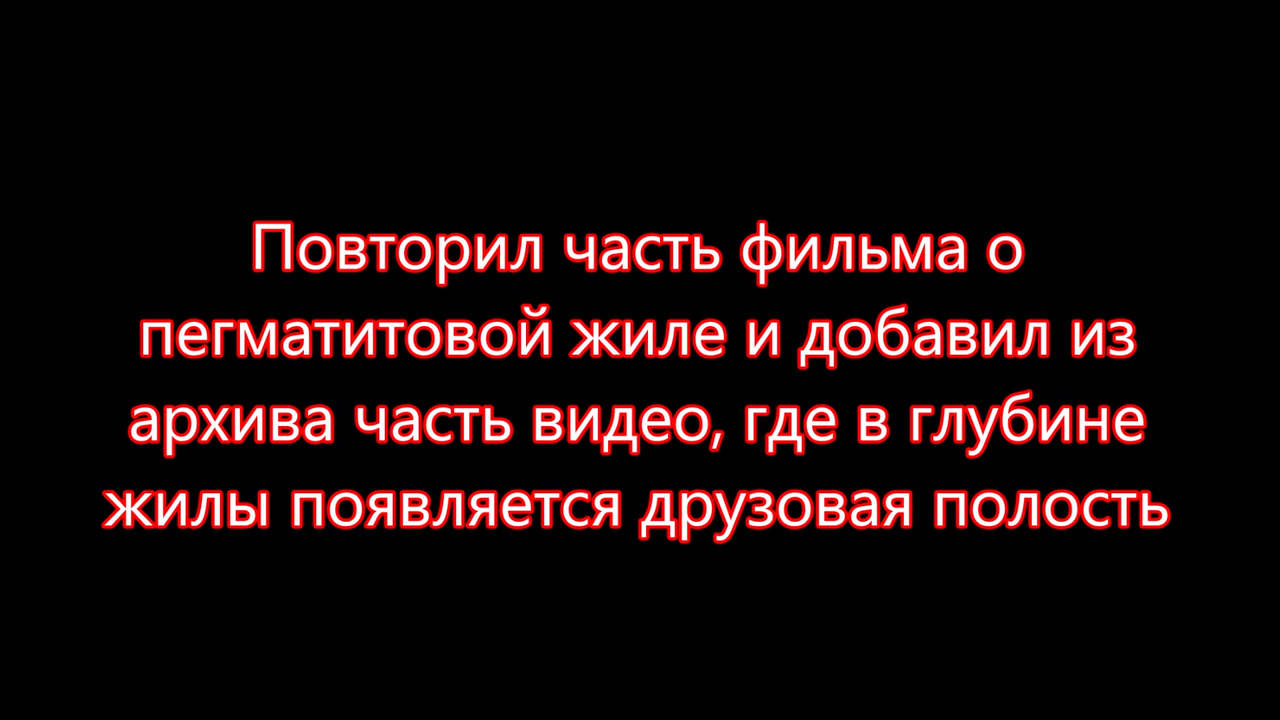 Повторил часть фильма о
пегматитовой жиле и добавил из
архива часть видео, где в глубине
жилы появляется друзовая полость